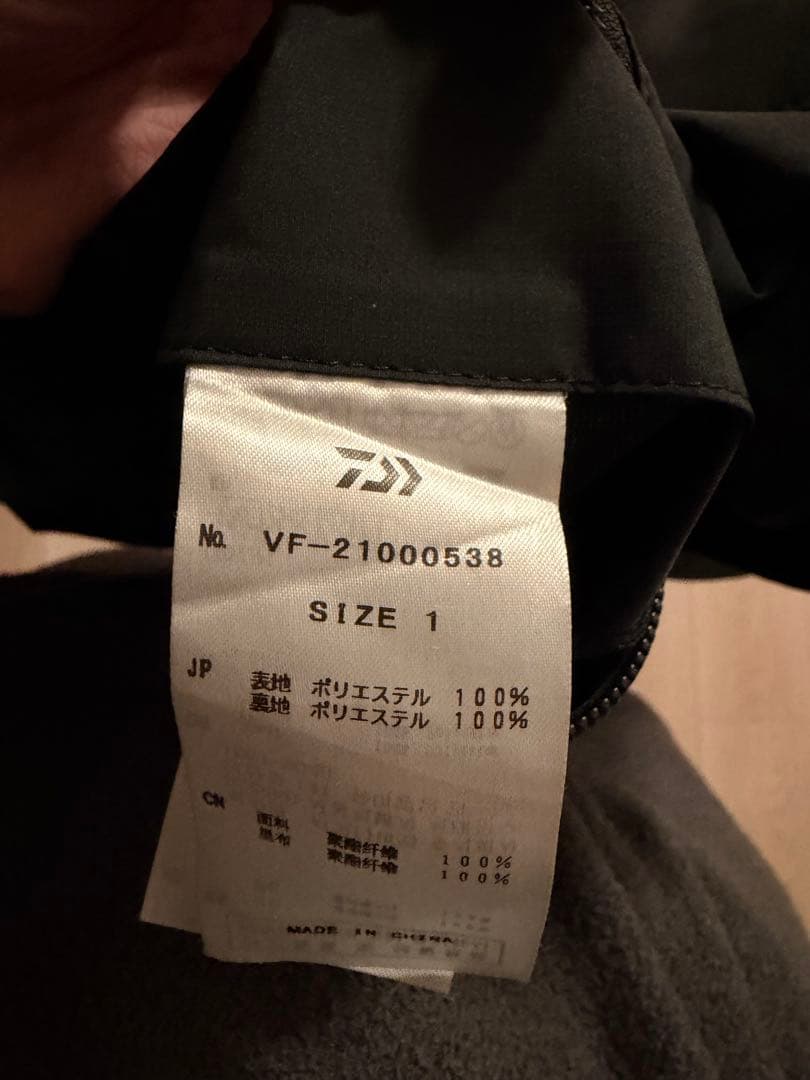 No. VF-21000538
SIZE 1
JP 表地 ポリエステル 100%
裏地 ポリエステル 100%
CN
面料 聚酯纤维 100%
里布 聚酯纤维 100%
MADE IN CHINA